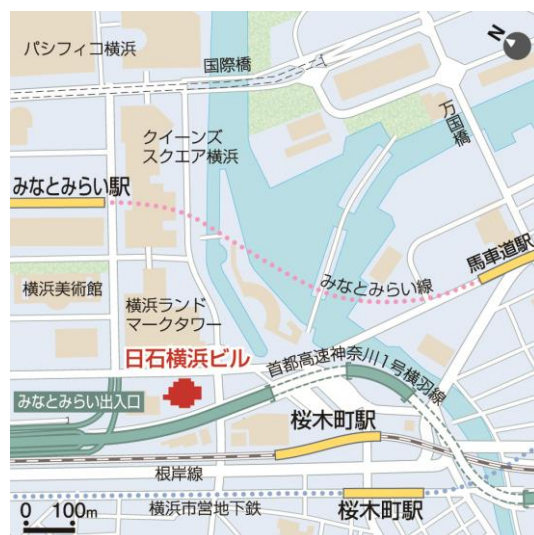 パシフィコ横浜
国際橋
N
万国橋
クイーンズ
スクエア横浜
みなとみらい駅
馬車道駅
みなとみらい線
横浜美術館
横浜ランド
マークタワー
日石横浜ビル
首都高速神奈川1号横羽線
みなとみらい出入口
桜木町駅
根岸線
横浜市営地下鉄
桜木町駅
0 100m